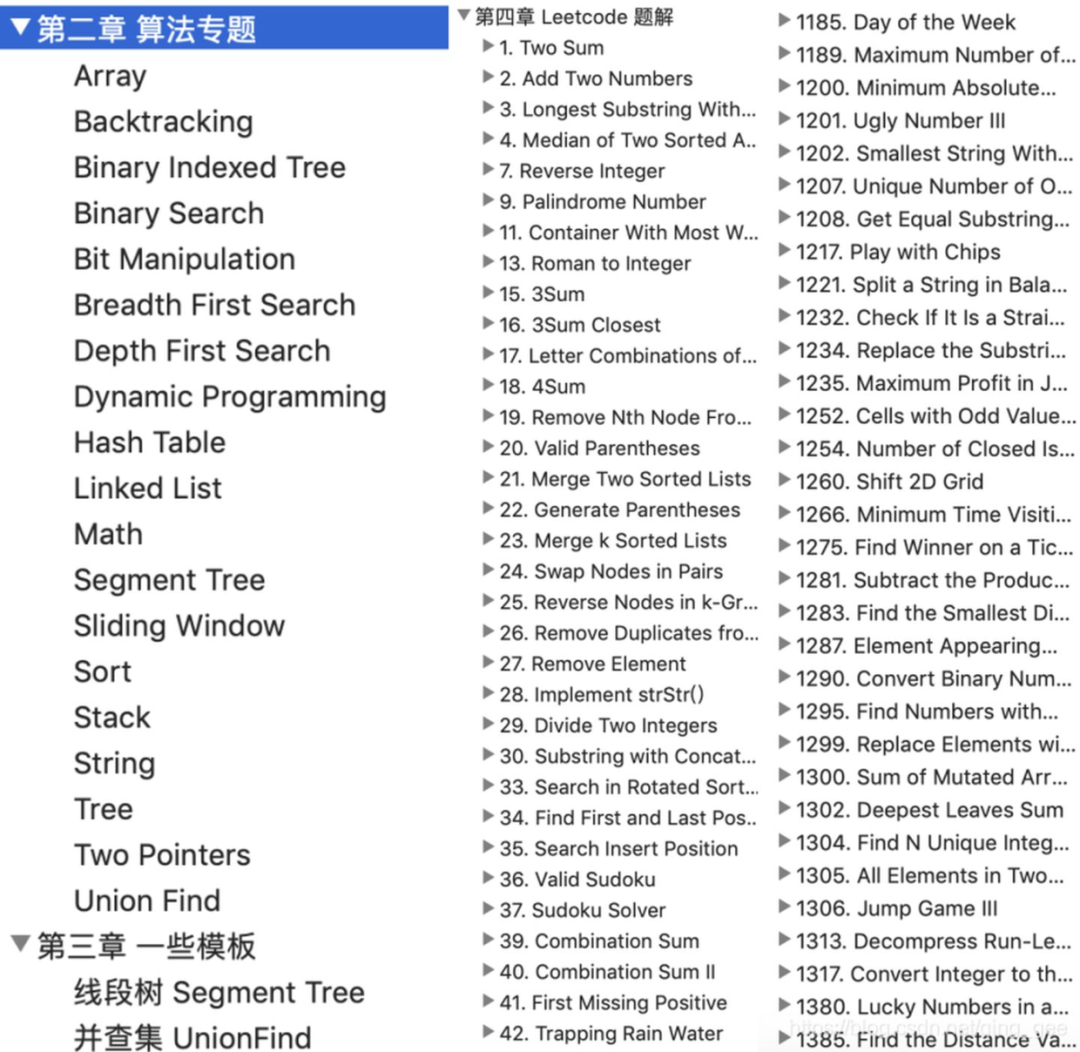 第二章 算法专题
Array
Backtracking
Binary Indexed Tree
Binary Search
Bit Manipulation
Breadth First Search
Depth First Search
Dynamic Programming
Hash Table
Linked List
Math
Segment Tree
Sliding Window
Sort
Stack
String
Tree
Two Pointers
Union Find
第三章 一些模板
线段树 Segment Tree
并查集 UnionFind
第四章 Leetcode 题解
1. Two Sum
2. Add Two Numbers
3. Longest Substring With...
4. Median of Two Sorted A..
7. Reverse Integer
9. Palindrome Number
11. Container With Most W...
13. Roman to Integer
15. 3Sum
16. 3Sum Closest
17. Letter Combinations of...
18. 4Sum
19. Remove Nth Node Fro...
20. Valid Parentheses
21. Merge Two Sorted Lists
22. Generate Parentheses
23. Merge k Sorted Lists
24. Swap Nodes in Pairs
25. Reverse Nodes in k-Gr...
26. Remove Duplicates fro...
27. Remove Element
28. Implement strStr()
29. Divide Two Integers
30. Substring with Concat...
33. Search in Rotated Sort...
34. Find First and Last Pos..
35. Search Insert Position
36. Valid Sudoku
37. Sudoku Solver
39. Combination Sum
40. Combination Sum II
41. First Missing Positive
42. Trapping Rain Water
1185. Day of the Week
1189. Maximum Number of...
1200. Minimum Absolute...
1201. Ugly Number III
1202. Smallest String With...
1207. Unique Number of O...
1208. Get Equal Substring...
1217. Play with Chips
1221. Split a String in Bala...
1232. Check If It Is a Strai...
1234. Replace the Substri...
1235. Maximum Profit in J...
1252. Cells with Odd Value...
1254. Number of Closed Is...
1260. Shift 2D Grid
1266. Minimum Time Visiti...
1275. Find Winner on a Tic...
1281. Subtract the Produc...
1283. Find the Smallest Di...
1287. Element Appearing...
1290. Convert Binary Num...
1295. Find Numbers with...
1299. Replace Elements wi...
1300. Sum of Mutated Arr...
1302. Deepest Leaves Sum
1304. Find N Unique Integ...
1305. All Elements in Two...
1306. Jump Game III
1313. Decompress Run-Le...
1317. Convert Integer to th...
1380. Lucky Numbers in a...
1385. Find the Distance Va...